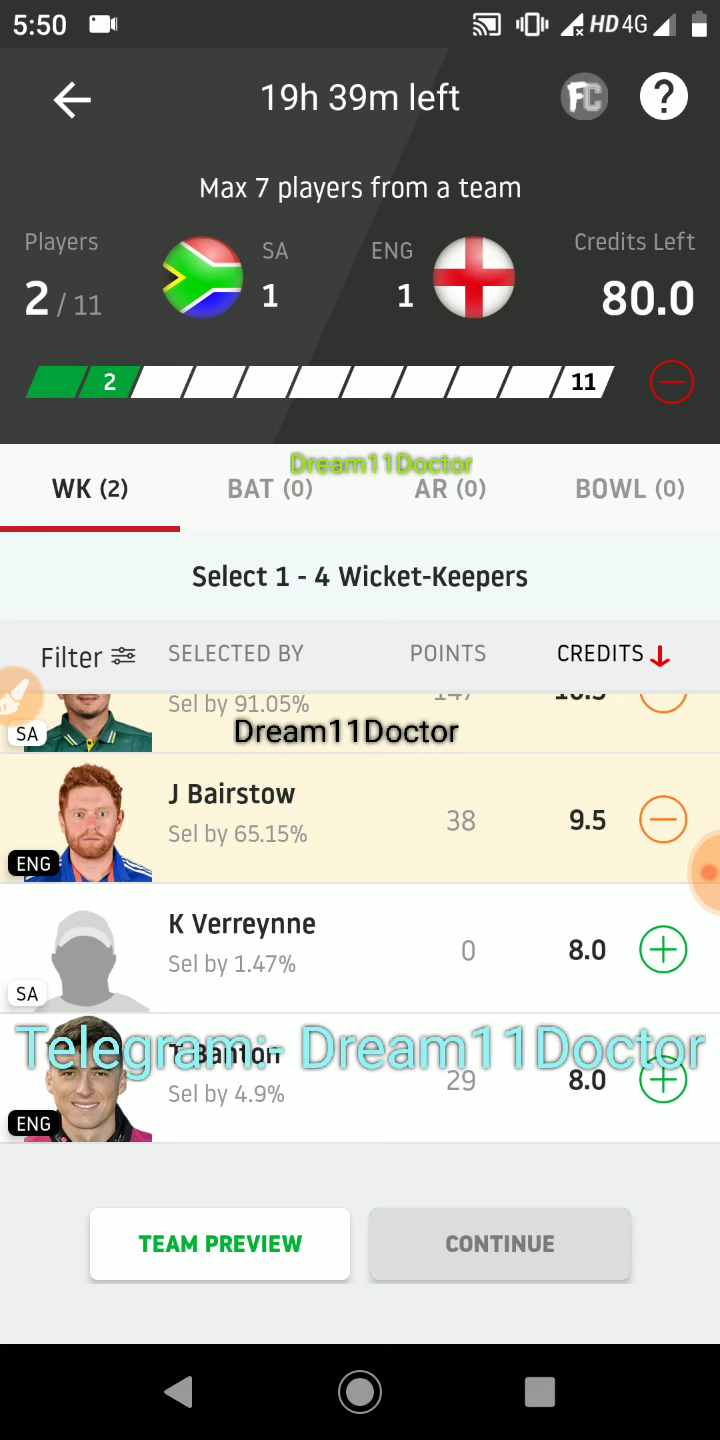 5:50
HD 4G
19h 39m left
FC
?
Max 7 players from a team
Players
SA
ENG
Credits Left
2 / 11
1
1
80.0
2
11
Dream11Doctor
WK (2)
BAT (0)
AR (0)
BOWL (0)
Select 1 - 4 Wicket-Keepers
Filter
SELECTED BY
POINTS
CREDITS
Sel by 91.05%
147
10.5
SA
Dream11Doctor
J Bairstow
Sel by 65.15%
38
9.5
ENG
K Verreynne
Sel by 1.47%
0
8.0
SA
Telegram:- Dream11Doctor
T Banton
Sel by 4.9%
29
8.0
ENG
TEAM PREVIEW
CONTINUE